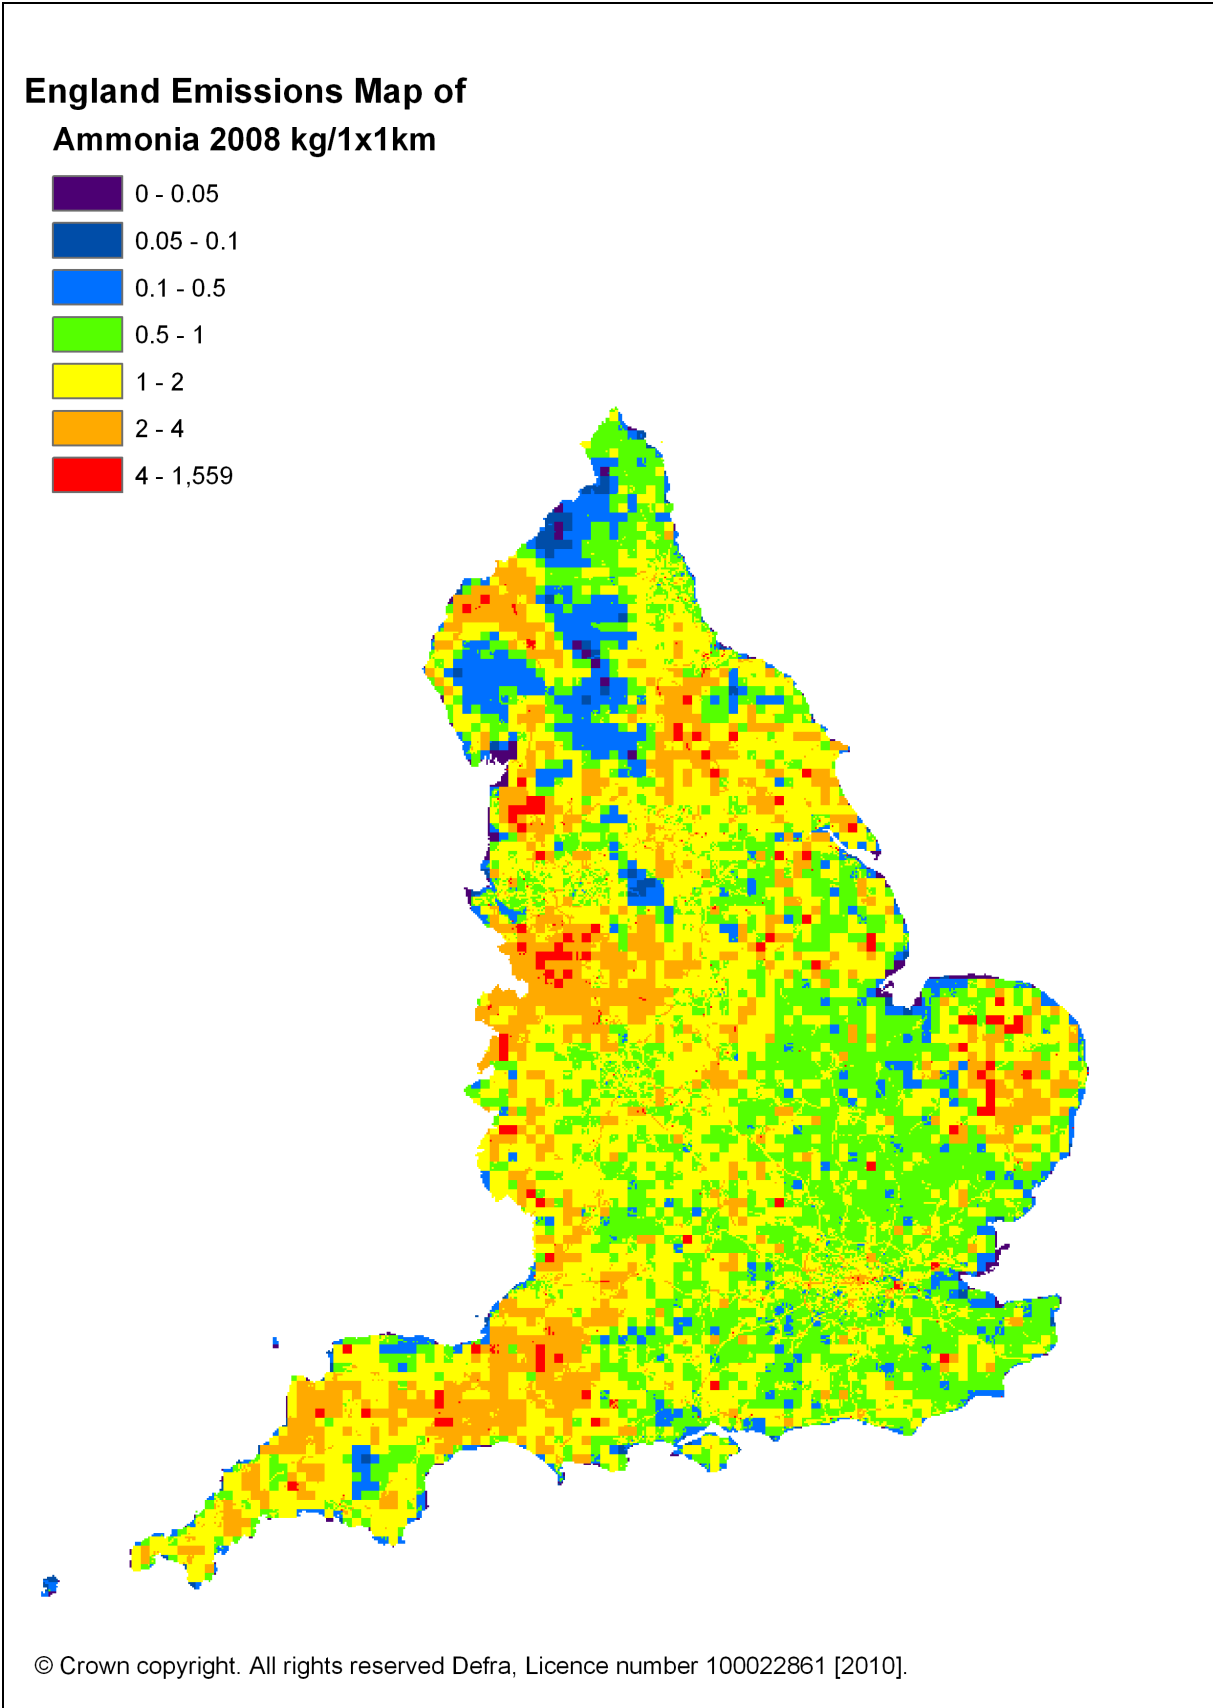 England Emissions Map of
Ammonia 2008 kg/1x1km
0 - 0.05
0.05 - 0.1
0.1 - 0.5
0.5 - 1
1 - 2
2 - 4
4 - 1,559
© Crown copyright. All rights reserved Defra, Licence number 100022861 [2010].